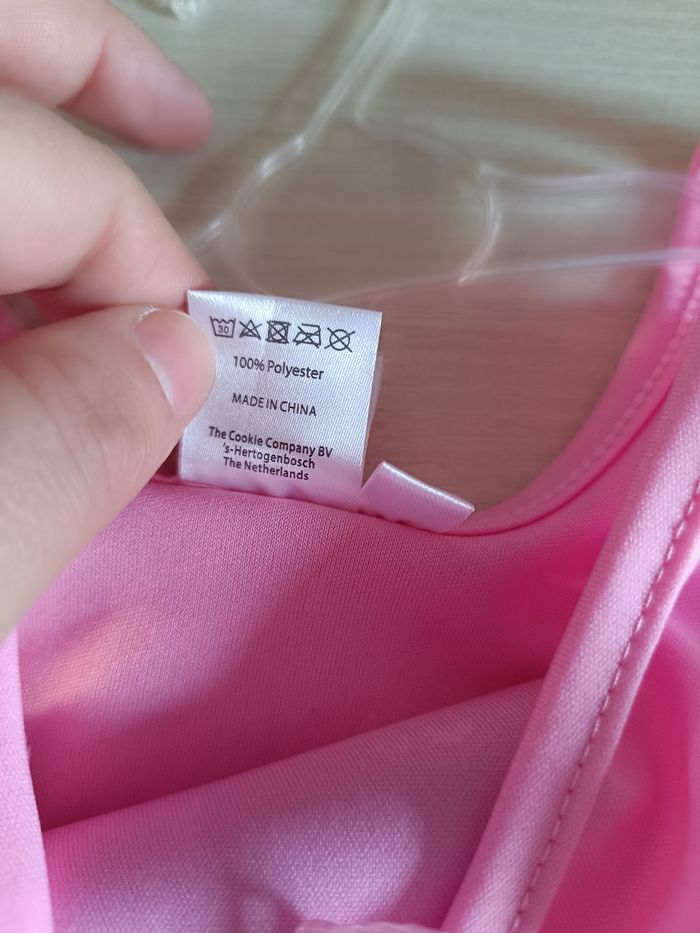 30
100% Polyester
MADE IN CHINA
The Cookie Company BV
's-Hertogenbosch
The Netherlands